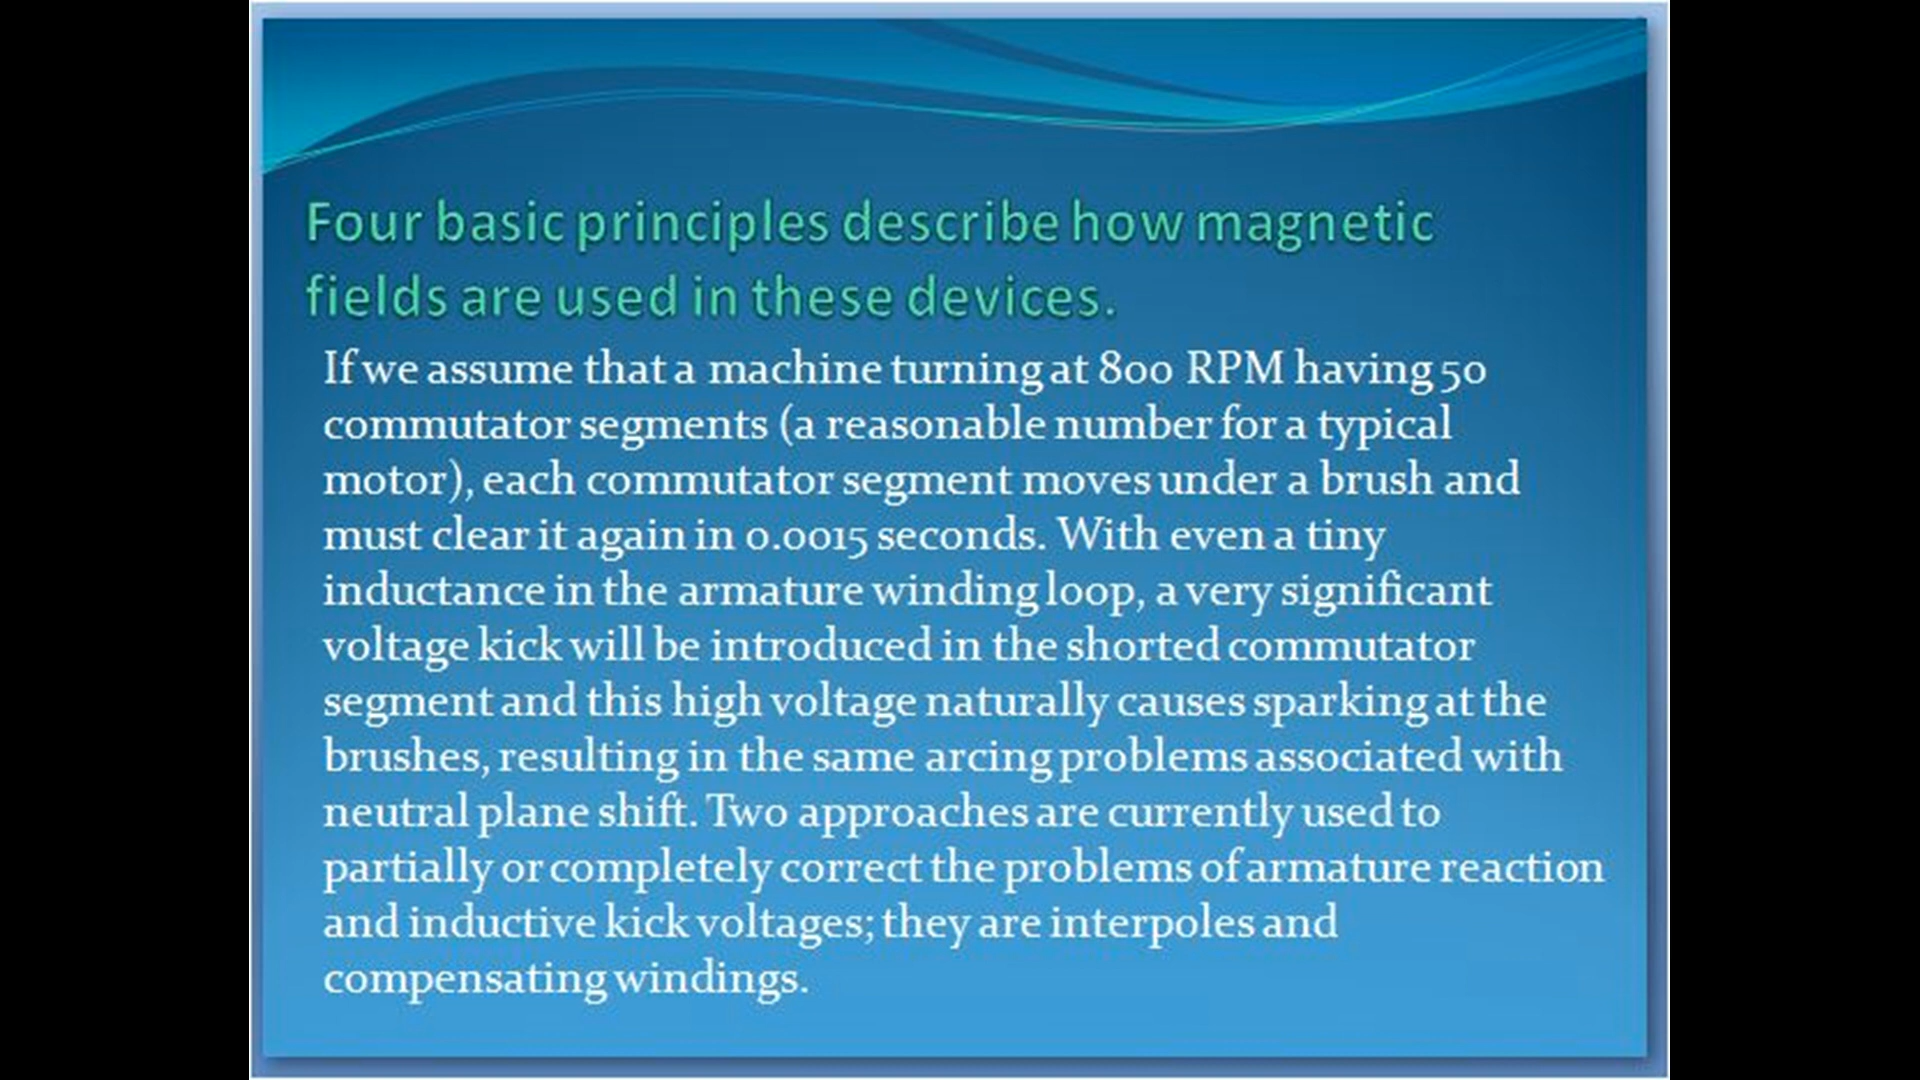 Four basic principles describe how magnetic
fields are used in these devices.
If we assume that a machine turning at 800 RPM having 50
commutator segments (a reasonable number for a typical
motor), each commutator segment moves under a brush and
must clear it again in 0.0015 seconds. With even a tiny
inductance in the armature winding loop, a very significant
voltage kick will be introduced in the shorted commutator
segment and this high voltage naturally causes sparking at the
brushes, resulting in the same arcing problems associated with
neutral plane shift. Two approaches are currently used to
partially or completely correct the problems of armature reaction
and inductive kick voltages; they are interpoles and
compensating windings.